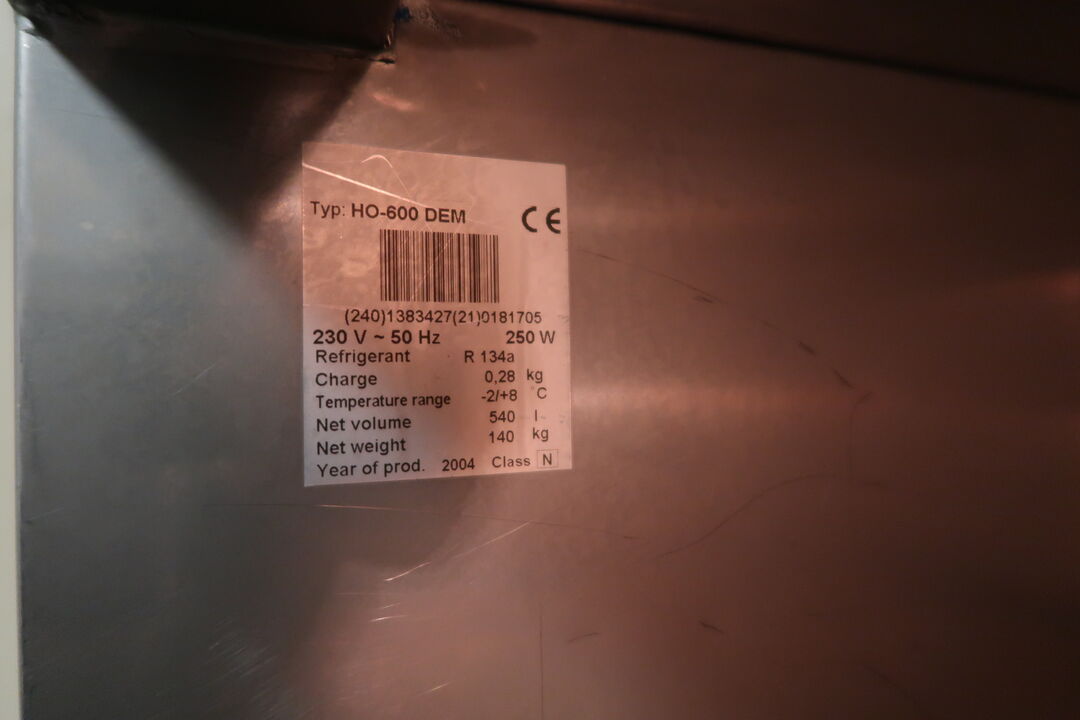 Typ: HO-600 DEM CE
(240)1383427(21)0181705
230 V ~ 50 Hz 250 W
Refrigerant R 134a
Charge 0,28 kg
Temperature range -2/+8 C
Net volume 540 l
Net weight 140 kg
Year of prod. 2004 Class N